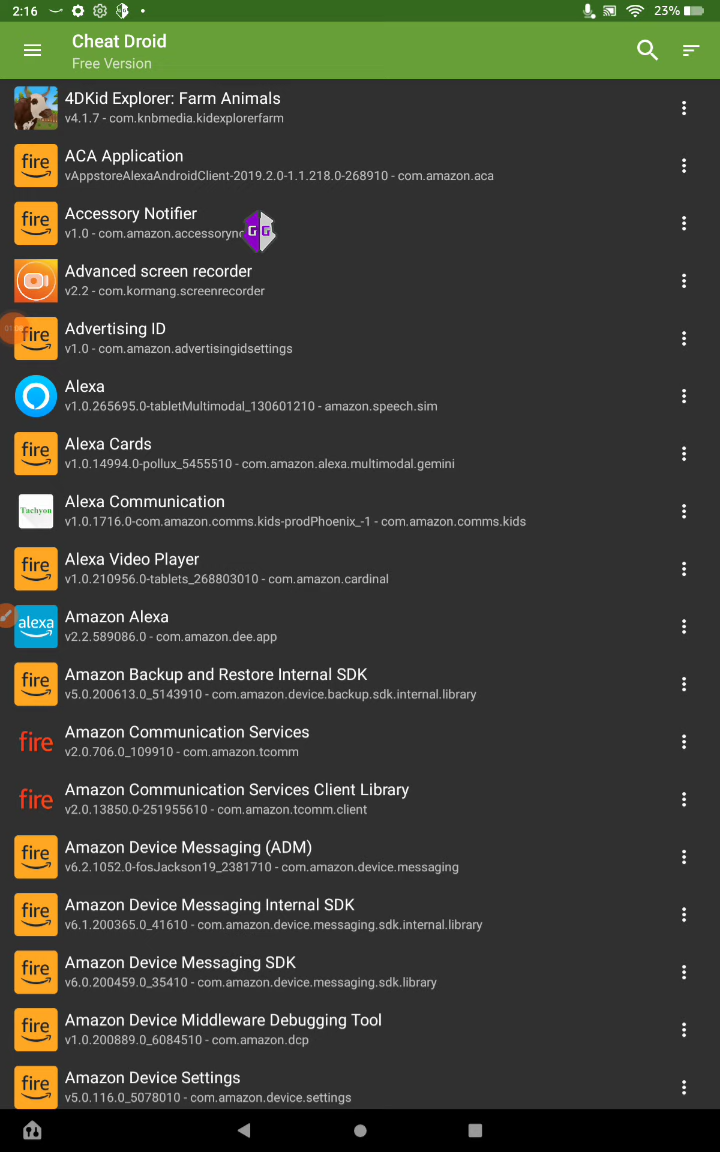 2:16
23%
Cheat Droid
Free Version
4DKid Explorer: Farm Animals
v4.1.7 - com.knbmedia.kidexplorerfarm
fire
ACA Application
vAppstoreAlexaAndroidClient-2019.2.0-1.1.218.0-268910 - com.amazon.aca
fire
Accessory Notifier
v1.0 - com.amazon.accessoryno
GG
Advanced screen recorder
v2.2 - com.kormang.screenrecorder
fire
Advertising ID
v1.0 - com.amazon.advertisingidsettings
Alexa
v1.0.265695.0-tabletMultimodal_130601210 - amazon.speech.sim
fire
Alexa Cards
v1.0.14994.0-pollux_5455510 - com.amazon.alexa.multimodal.gemini
Tachyon
Alexa Communication
v1.0.1716.0-com.amazon.comms.kids-prodPhoenix_-1 - com.amazon.comms.kids
fire
Alexa Video Player
v1.0.210956.0-tablets_268803010 - com.amazon.cardinal
alexa
Amazon Alexa
v2.2.589086.0 - com.amazon.dee.app
fire
Amazon Backup and Restore Internal SDK
v5.0.200613.0_5143910 - com.amazon.device.backup.sdk.internal.library
fire
Amazon Communication Services
v2.0.706.0_109910 - com.amazon.tcomm
fire
Amazon Communication Services Client Library
v2.0.13850.0-251955610 - com.amazon.tcomm.client
fire
Amazon Device Messaging (ADM)
v6.2.1052.0-fosJackson19_2381710 - com.amazon.device.messaging
fire
Amazon Device Messaging Internal SDK
v6.1.200365.0_41610 - com.amazon.device.messaging.sdk.internal.library
fire
Amazon Device Messaging SDK
v6.0.200459.0_35410 - com.amazon.device.messaging.sdk.library
fire
Amazon Device Middleware Debugging Tool
v1.0.200889.0_6084510 - com.amazon.dcp
fire
Amazon Device Settings
v5.0.116.0_5078010 - com.amazon.device.settings